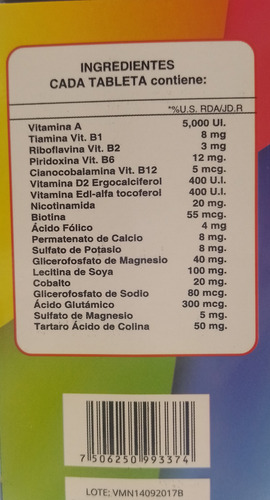 INGREDIENTES
CADA TABLETA contiene:
*%U.S. RDA/JD.R
Vitamina A 5,000 UI.
Tiamina Vit. B1 8 mg
Riboflavina Vit. B2 3 mg
Piridoxina Vit. B6 12 mg.
Cianocobalamina Vit. B12 5 mcg.
Vitamina D2 Ergocalciferol 400 U.I.
Vitamina Edl-alfa tocoferol 400 U.I.
Nicotinamida 20 mg.
Biotina 55 mcg.
Ácido Fólico 4 mg
Permatenato de Calcio 8 mg.
Sulfato de Potasio 8 mg.
Glicerofosfato de Magnesio 40 mg.
Lecitina de Soya 100 mg.
Cobalto 20 mg.
Glicerofosfato de Sodio 80 mcg.
Ácido Glutámico 300 mcg.
Sulfato de Magnesio 5 mg.
Tartaro Ácido de Colina 50 mg.
7 506250 993374
LOTE: VMN14092017B